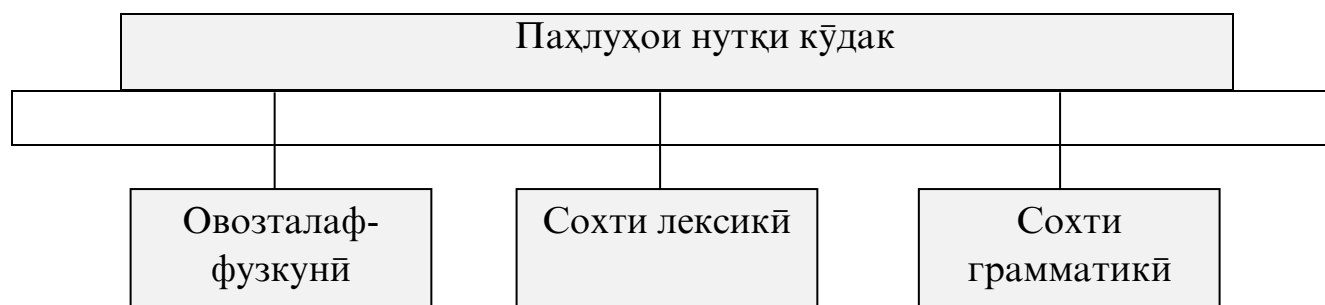 Паҳлуҳои нутқи кӯдак
Овозталаф-
фузкунӣ
Сохти лексикӣ
Сохти
грамматикӣ